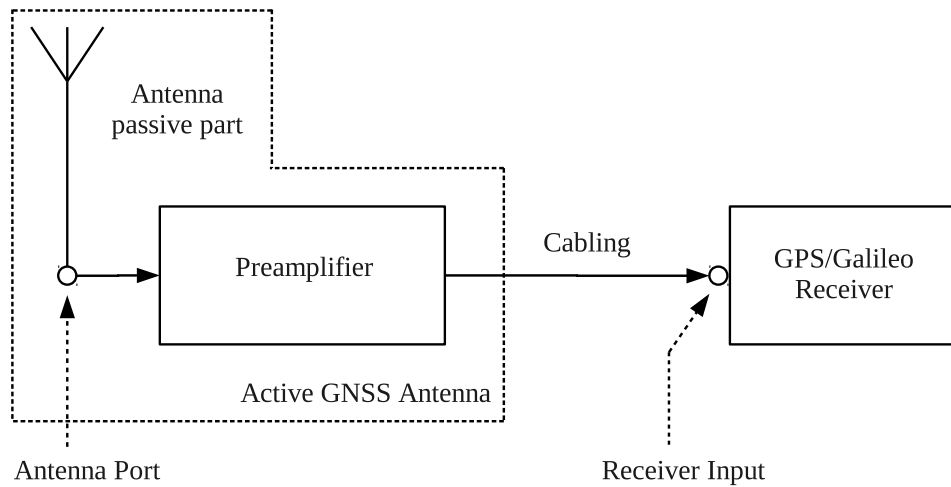 Antenna
passive part
Preamplifier
Cabling
GPS/Galileo
Receiver
Active GNSS Antenna
Antenna Port
Receiver Input